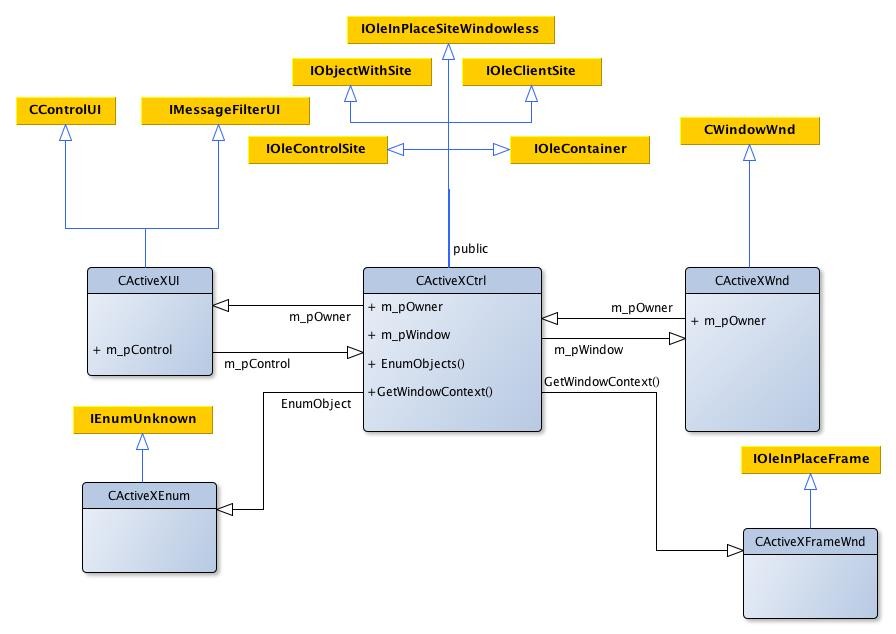 IOleInPlaceSiteWindowless
IObjectWithSite
IOleClientSite
CControlUI
IMessageFilterUI
CWindowWnd
IOleControlSite
IOleContainer
public
CActiveXUI
CActiveXCtrl
CActiveXWnd
+ m_pOwner
m_pOwner
m_pOwner
+ m_pOwner
+ m_pWindow
+ m_pControl
m_pControl
m_pWindow
+ EnumObjects()
GetWindowContext()
+GetWindowContext()
EnumObject
IEnumUnknown
IOleInPlaceFrame
CActiveXEnum
CActiveXFrameWnd